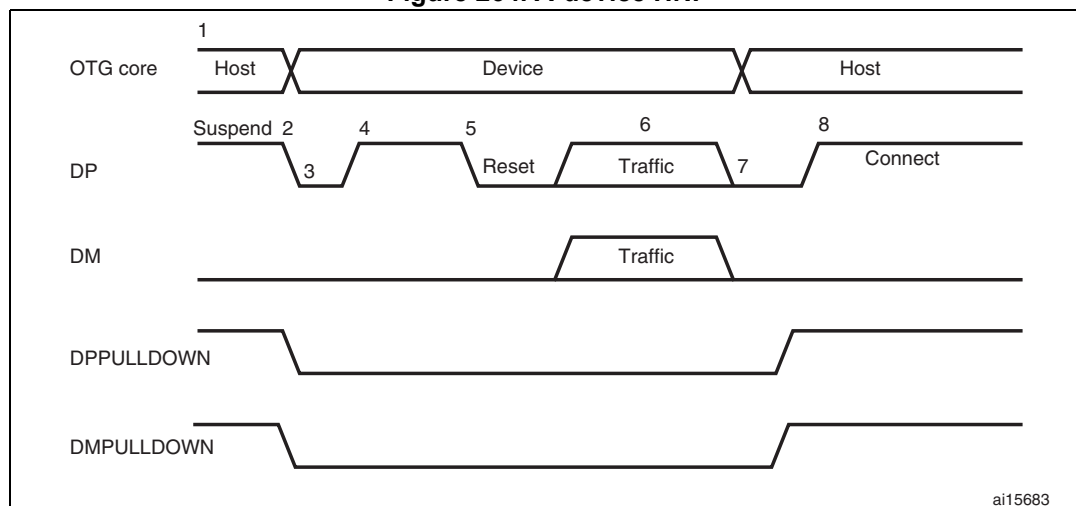 1
OTG core Host Device Host
Suspend 2 4 5 6 8
DP 3 Reset Traffic 7 Connect
DM Traffic
DPPULLDOWN
DMPULLDOWN
ai15683